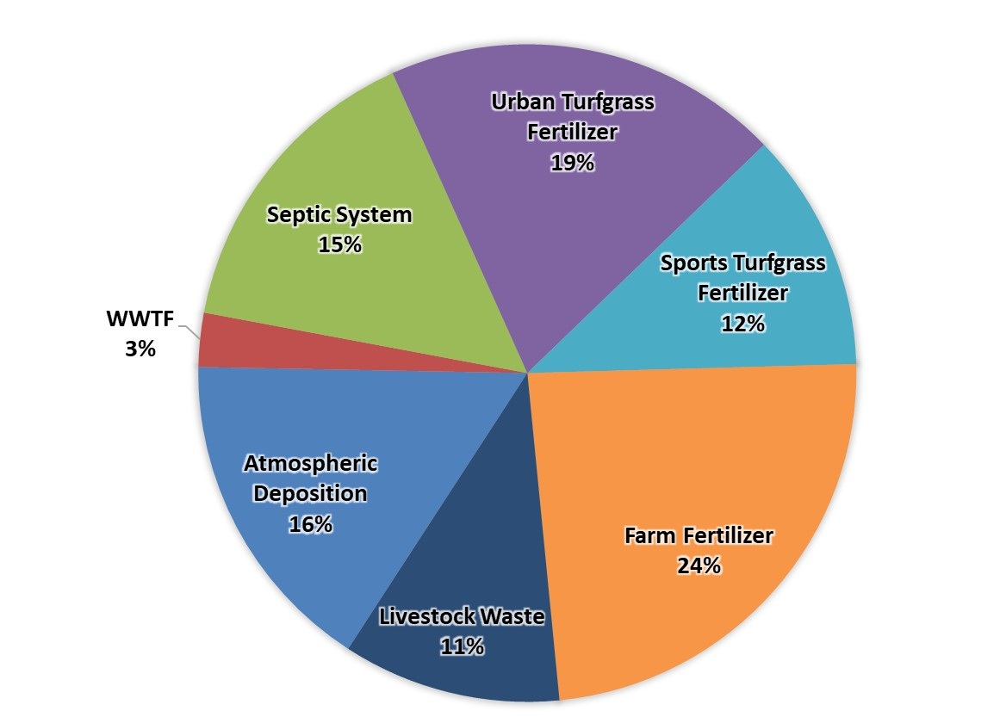 Urban Turfgrass
Fertilizer
19%
Sports Turfgrass
Fertilizer
12%
Farm Fertilizer
24%
Livestock Waste
11%
Atmospheric
Deposition
16%
WWTF
3%
Septic System
15%